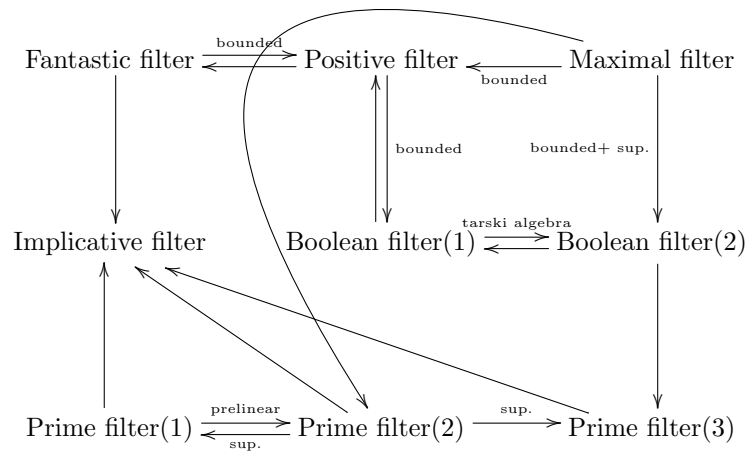 bounded
Fantastic filter Positive filter Maximal filter
bounded
bounded bounded+ sup.
tarski algebra
Implicative filter Boolean filter(1) Boolean filter(2)
prelinear sup.
Prime filter(1) Prime filter(2) Prime filter(3)
sup.